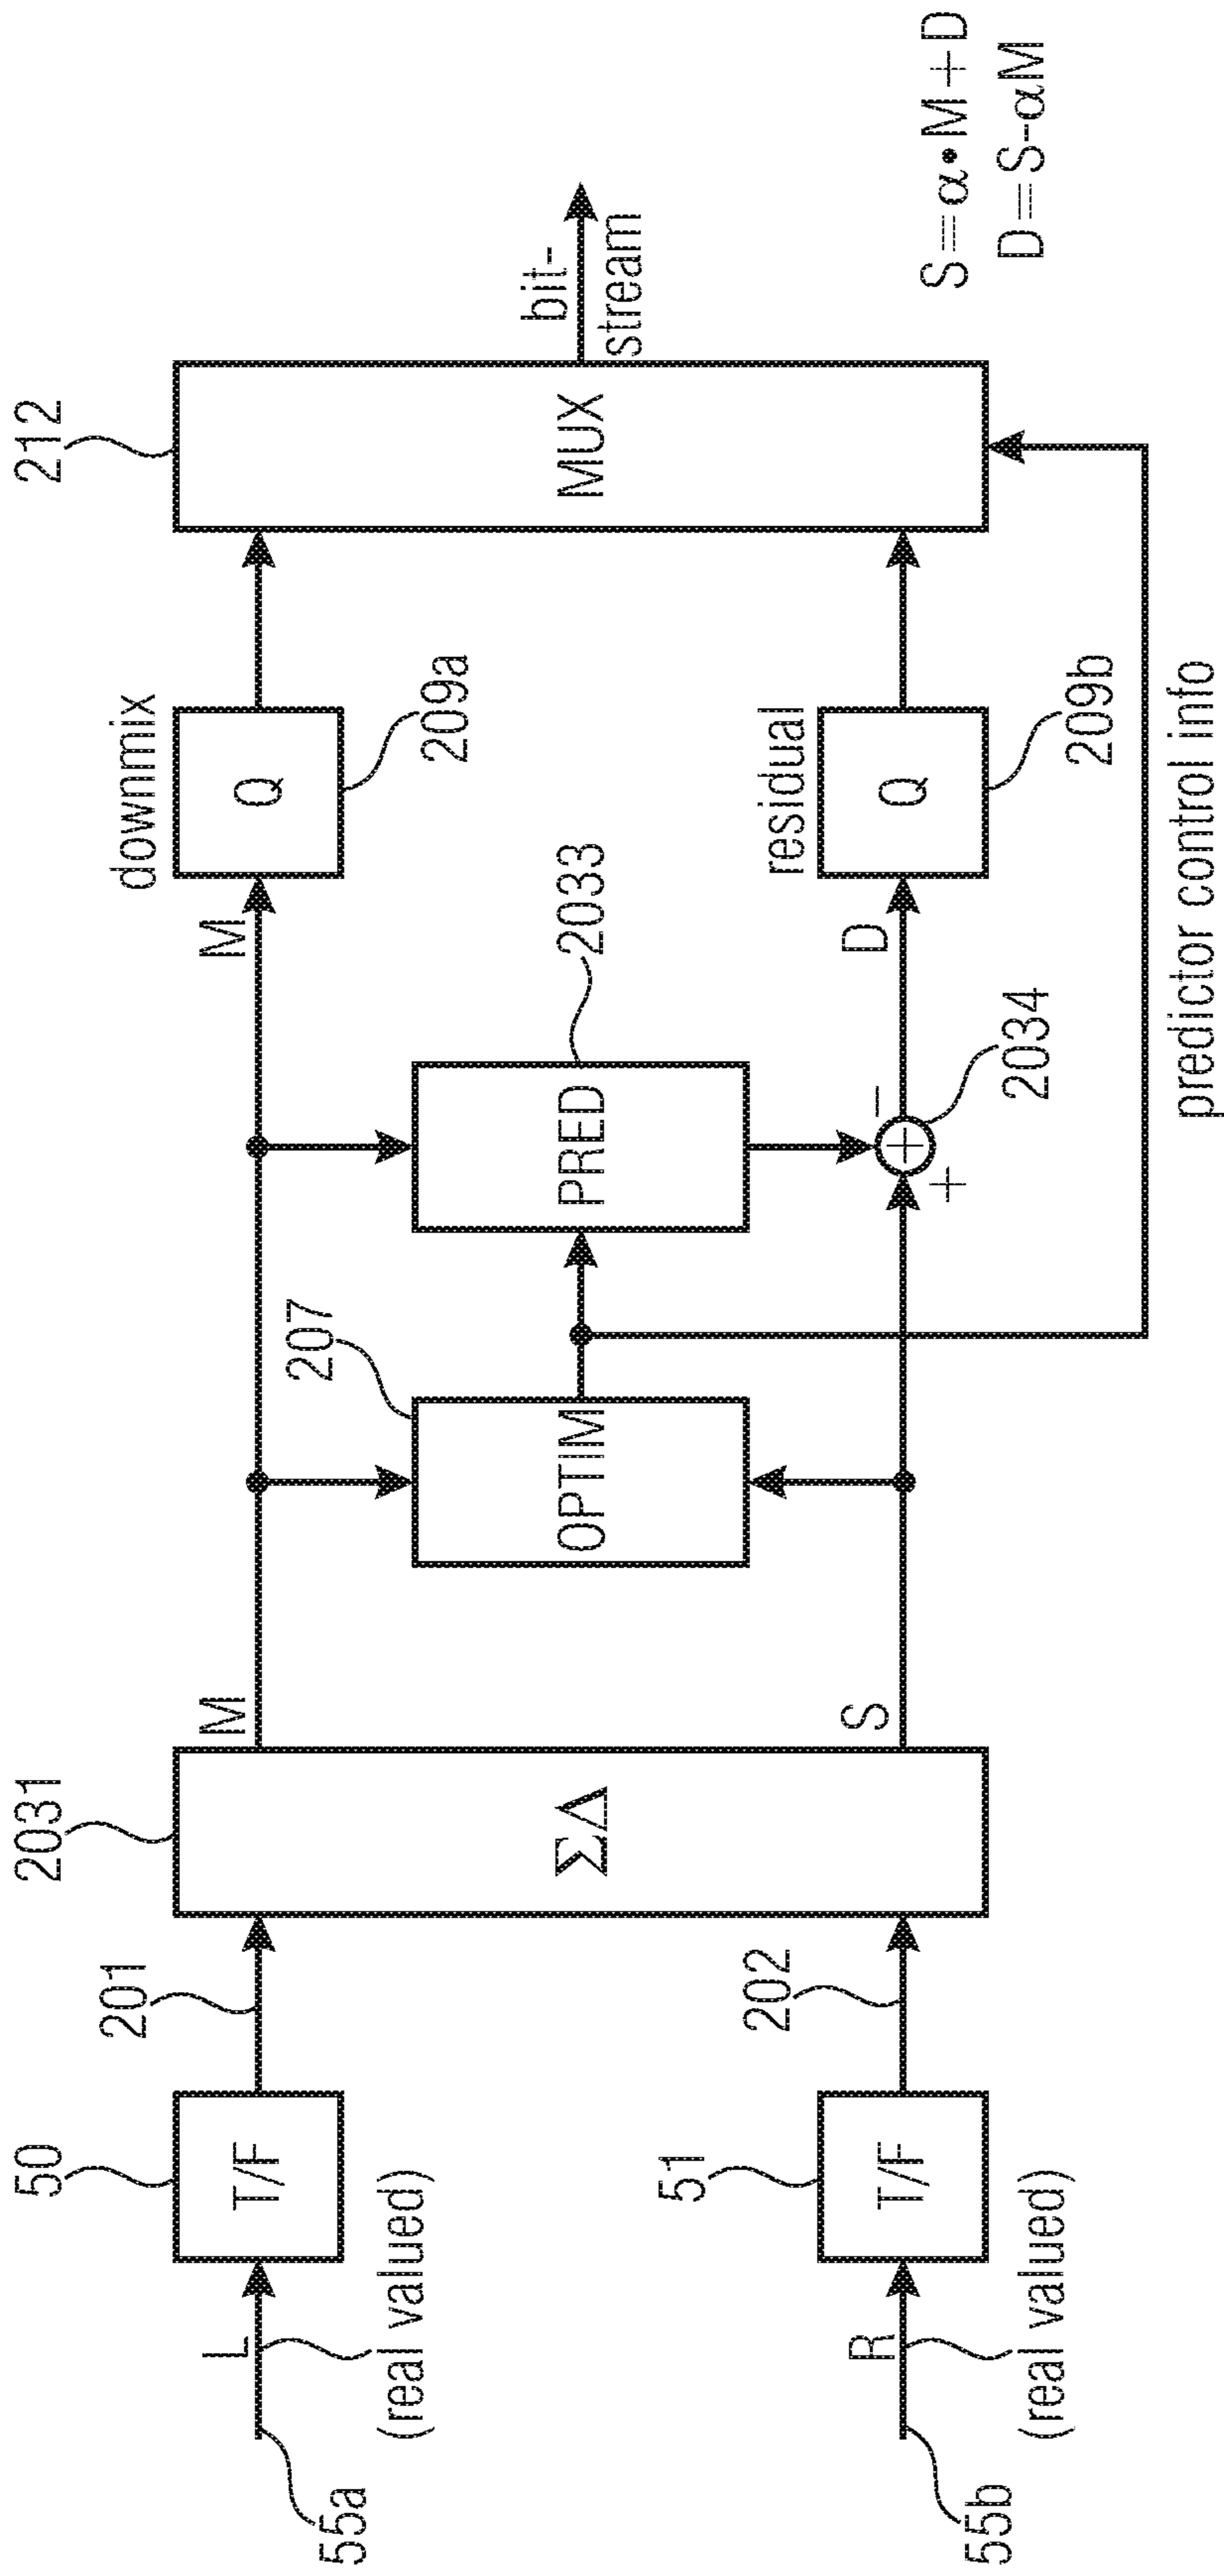 55a
L
(real valued)
50
T/F
201
2031
ΣΔ
M
207
OPTIM
PRED
2033
M
downmix
Q
209a
212
MUX
bit-
stream
55b
R
(real valued)
51
T/F
202
S
+
+
-
2034
D
residual
Q
209b
predictor control info
S=α•M+D
D=S-αM